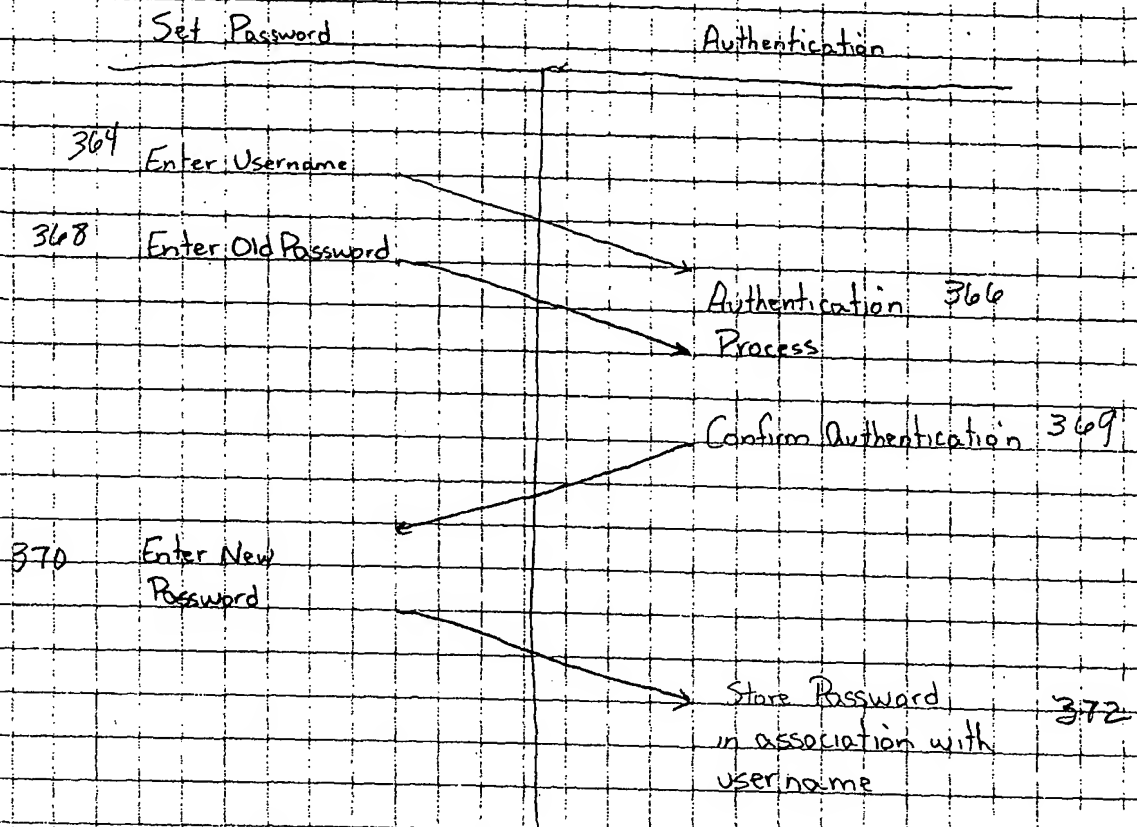 Set Password
Authentication
364
Enter Username
368
Enter Old Password
Authentication 366
Process
Confirm Authentication 369
370
Enter New
Password
Store Password 372
in association with
username